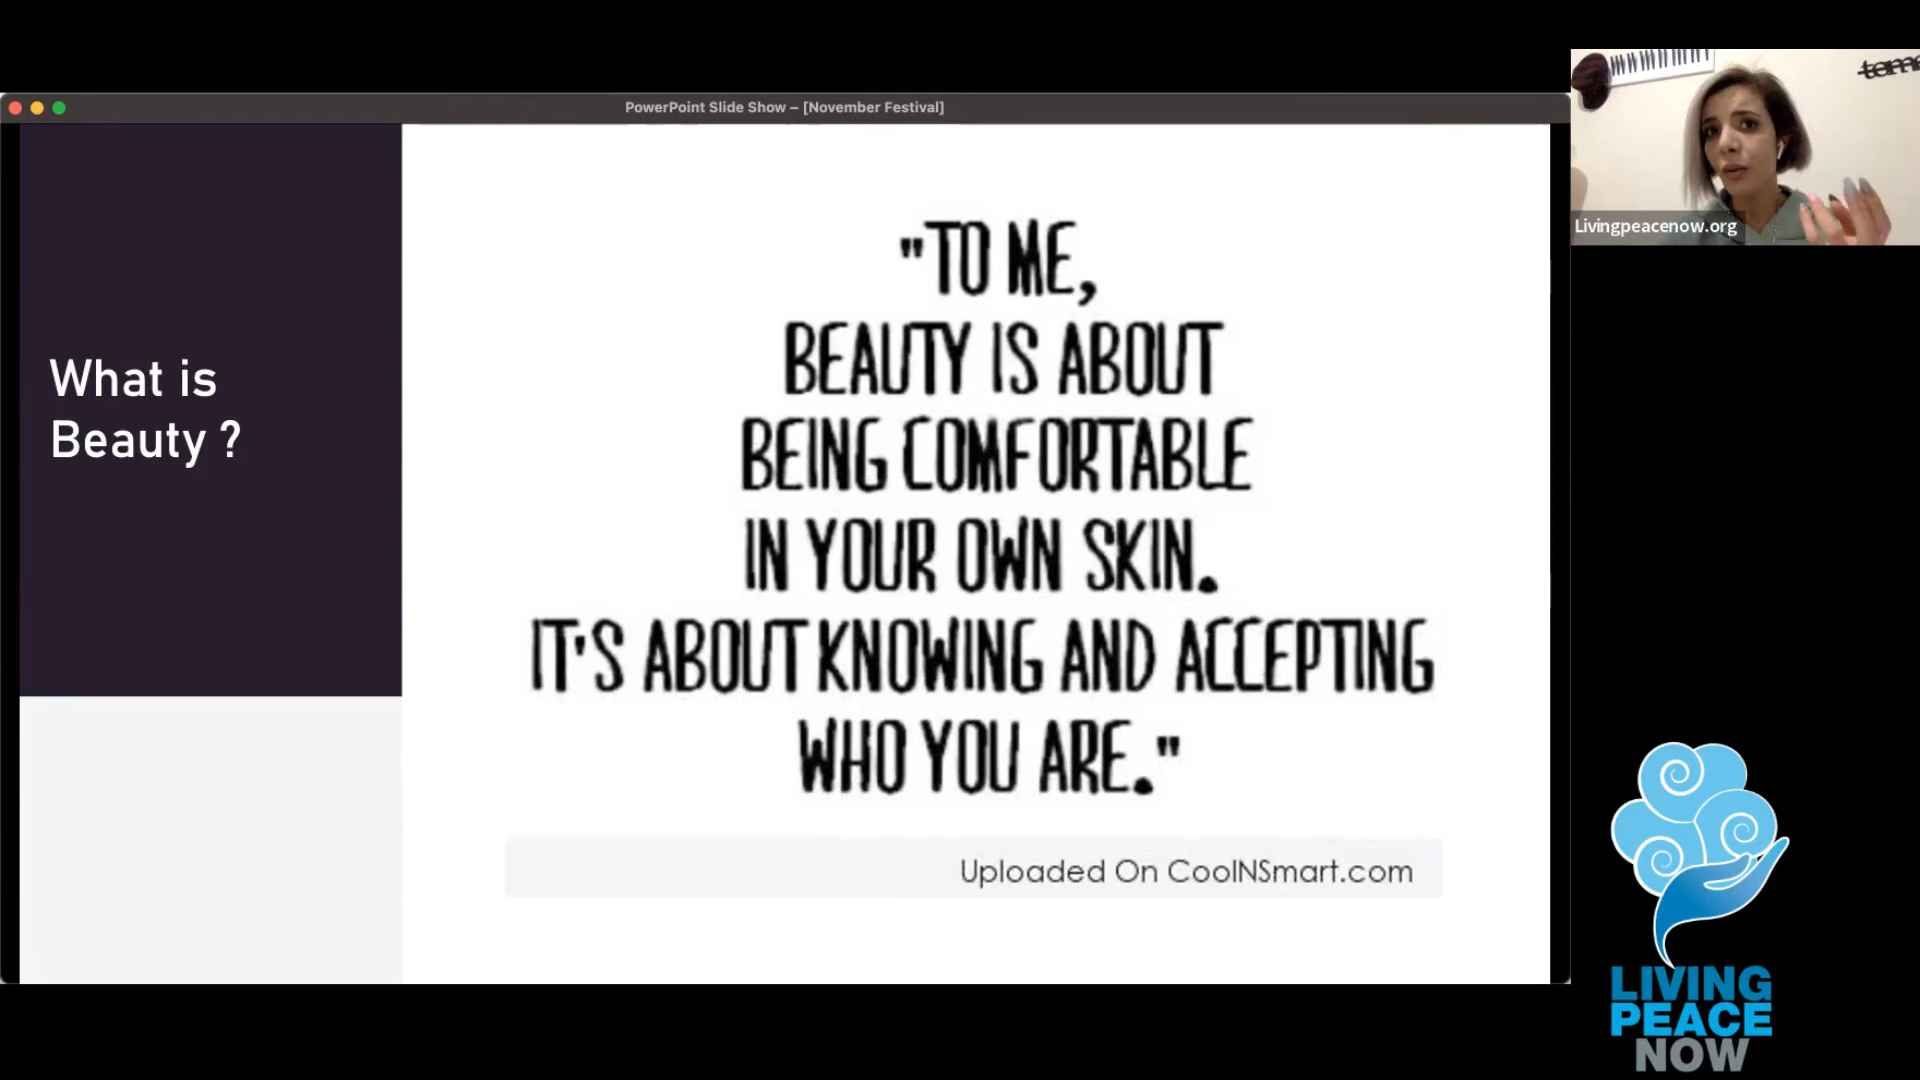 PowerPoint Slide Show – [November Festival]
What is
Beauty ?
"TO ME,
BEAUTY IS ABOUT
BEING COMFORTABLE
IN YOUR OWN SKIN.
IT'S ABOUT KNOWING AND ACCEPTING
WHO YOU ARE."
Uploaded On CoolNSmart.com
Livingpeacenow.org
LIVING
PEACE
NOW